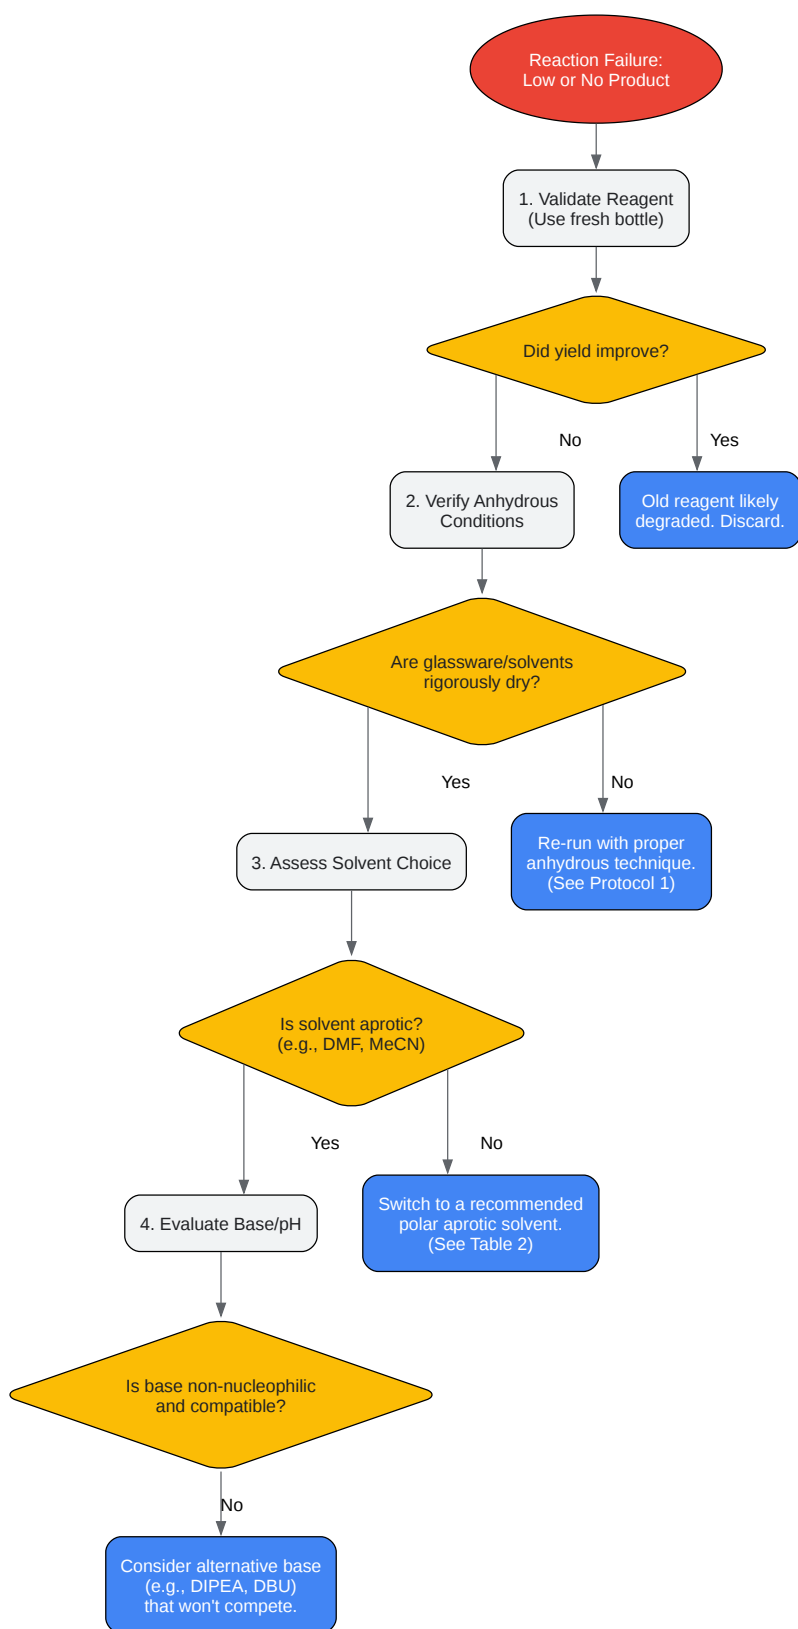 Reaction Failure:
Low or No Product
1. Validate Reagent
(Use fresh bottle)
Did yield improve?
No
Yes
2. Verify Anhydrous
Conditions
Old reagent likely
degraded. Discard.
Are glassware/solvents
rigorously dry?
Yes
No
3. Assess Solvent Choice
Re-run with proper
anhydrous technique.
(See Protocol 1)
Is solvent aprotic?
(e.g., DMF, MeCN)
Yes
No
4. Evaluate Base/pH
Switch to a recommended
polar aprotic solvent.
(See Table 2)
Is base non-nucleophilic
and compatible?
No
Consider alternative base
(e.g., DIPEA, DBU)
that won't compete.